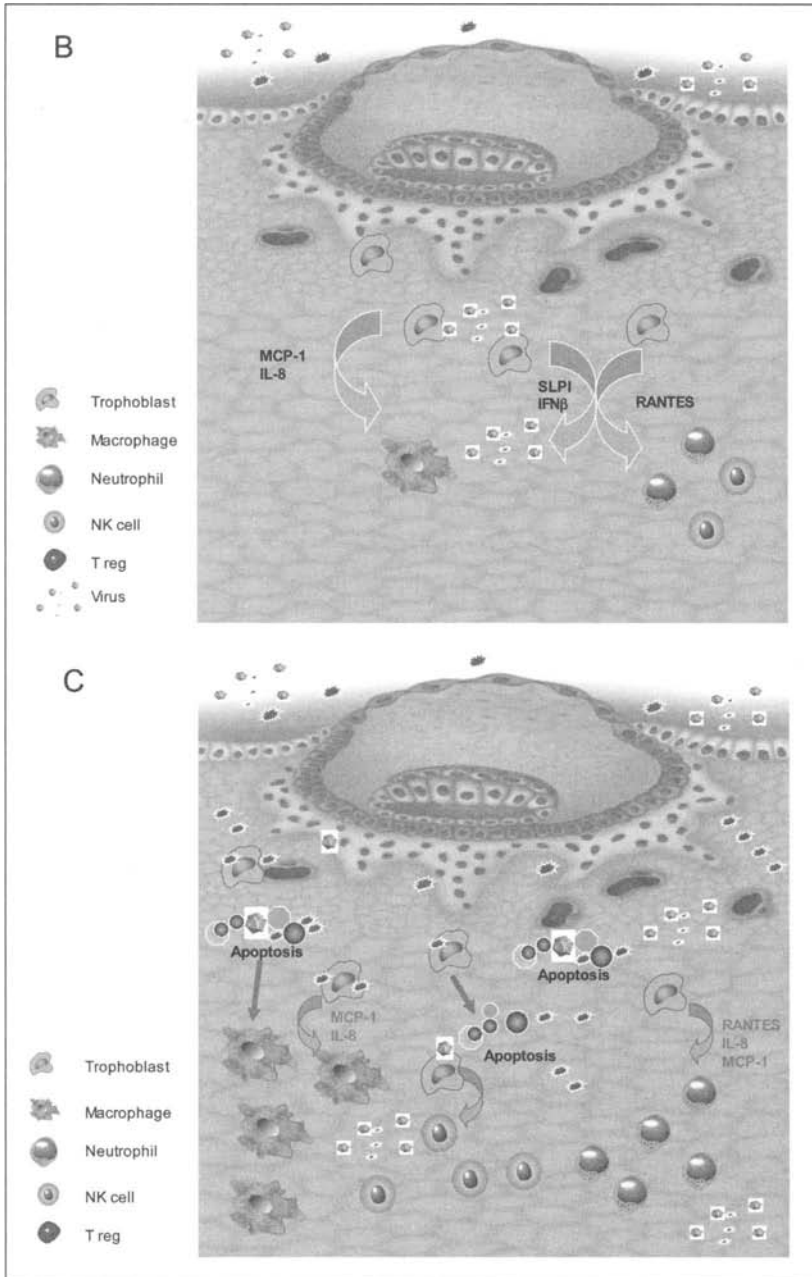 B
MCP-1
IL-8
SLPI
IFNβ
RANTES
Trophoblast
Macrophage
Neutrophil
NK cell
T reg
Virus
C
Apoptosis
Apoptosis
MCP-1
IL-8
Apoptosis
RANTES
IL-8
MCP-1
Trophoblast
Macrophage
Neutrophil
NK cell
T reg